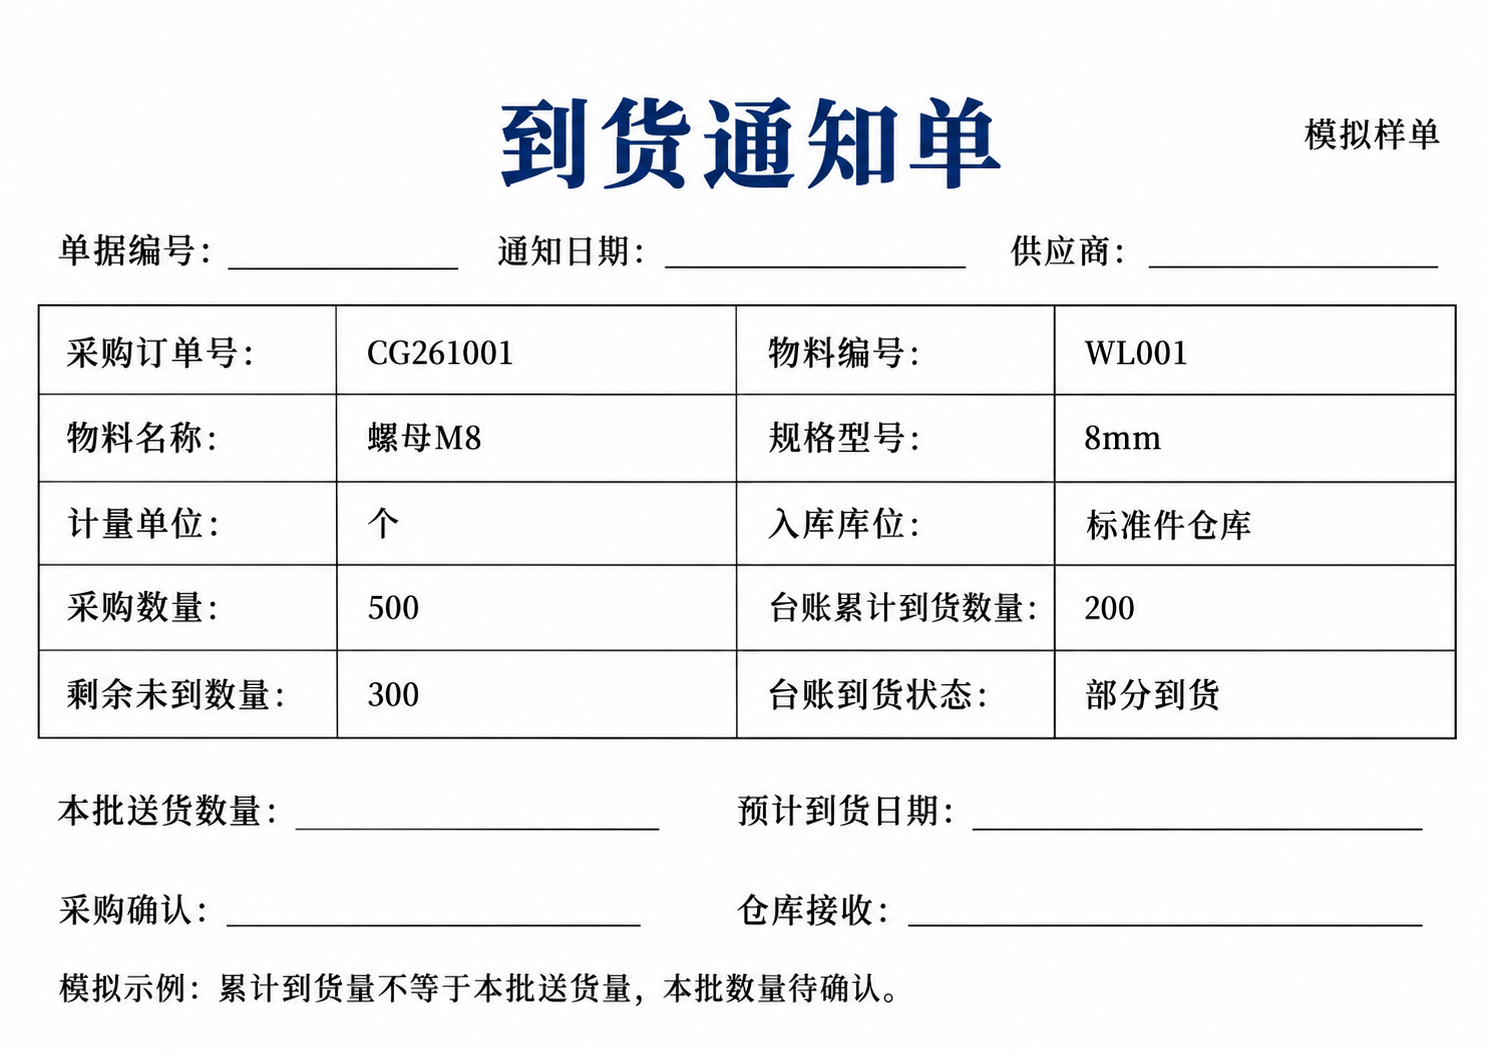 到货通知单
模拟样单
单据编号： 通知日期： 供应商：
采购订单号： CG261001 物料编号： WL001
物料名称： 螺母M8 规格型号： 8mm
计量单位： 个 入库库位： 标准件仓库
采购数量： 500 台账累计到货数量： 200
剩余未到数量： 300 台账到货状态： 部分到货
本批送货数量： 预计到货日期：
采购确认： 仓库接收：
模拟示例：累计到货量不等于本批送货量，本批数量待确认。